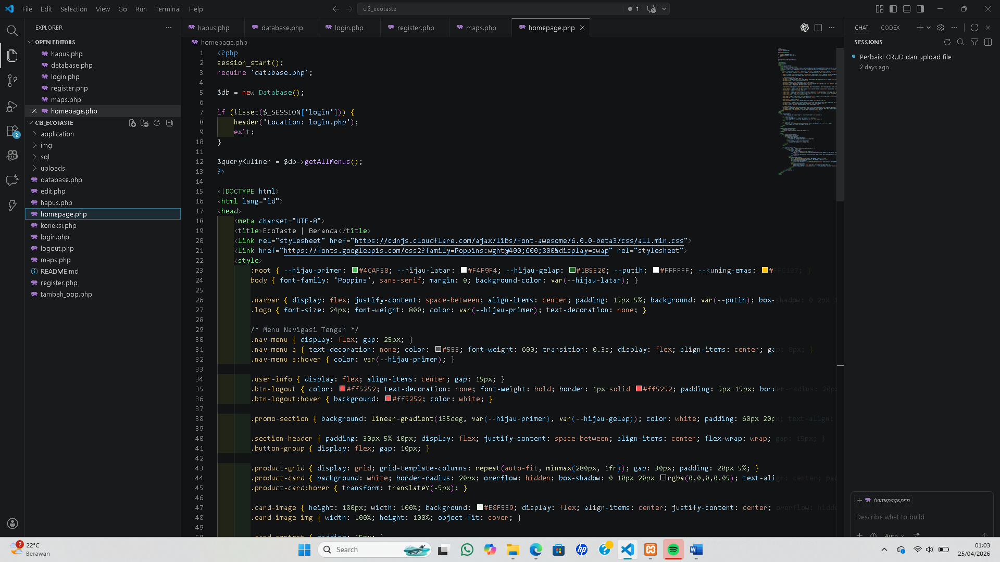 File Edit Selection View Go Run Terminal Help
ci3_ecotaste
1
EXPLORER
OPEN EDITORS
hapus.php
database.php
login.php
register.php
maps.php
homepage.php
CB_ECOTASTE
application
img
sql
uploads
database.php
edit.php
hapus.php
homepage.php
koneksi.php
login.php
logout.php
maps.php
README.md
register.php
tambah_oop.php
2
hapus.php database.php login.php register.php maps.php homepage.php
homepage.php
1 <?php
2 session_start();
3 require 'database.php';
4
5 $db = new Database();
6
7 if (!isset($_SESSION['login'])) {
8 header('Location: login.php');
9 exit;
10 }
11
12 $queryKuliner = $db->getAllMenus();
13 ?>
14
15 <!DOCTYPE html>
16 <html lang="id">
17 <head>
18 <meta charset="UTF-8">
19 <title>EcoTaste | Beranda</title>
20 <link rel="stylesheet" href="https://cdnjs.cloudflare.com/ajax/libs/font-awesome/6.0.0-beta3/css/all.min.css">
21 <link href="https://fonts.googleapis.com/css2?family=Poppins:wght@400;600;800&display=swap" rel="stylesheet">
22 <style>
23 :root { --hijau-primer: #4CAF50; --hijau-latar: #F4F9F4; --hijau-gelap: #1B5E20; --putih: #FFFFFF; --kuning-emas: #FFC107; }
24 body { font-family: 'Poppins', sans-serif; margin: 0; background-color: var(--hijau-latar); }
25
26 .navbar { display: flex; justify-content: space-between; align-items: center; padding: 15px 5%; background: var(--putih); box-shadow: 0 2px
27 .logo { font-size: 24px; font-weight: 800; color: var(--hijau-primer); text-decoration: none; }
28
29 /* Menu Navigasi Tengah */
30 .nav-menu { display: flex; gap: 25px; }
31 .nav-menu a { text-decoration: none; color: #555; font-weight: 600; transition: 0.3s; display: flex; align-items: center; gap: 8px; }
32 .nav-menu a:hover { color: var(--hijau-primer); }
33
34 .user-info { display: flex; align-items: center; gap: 15px; }
35 .btn-logout { color: #ff5252; text-decoration: none; font-weight: bold; border: 1px solid #ff5252; padding: 5px 15px; border-radius: 20px
36 .btn-logout:hover { background: #ff5252; color: white; }
37
38 .promo-section { background: linear-gradient(135deg, var(--hijau-primer), var(--hijau-gelap)); color: white; padding: 60px 20px; text-align:
39
40 .section-header { padding: 30px 5% 10px; display: flex; justify-content: space-between; align-items: center; flex-wrap: wrap; gap: 15px; }
41 .button-group { display: flex; gap: 10px; }
42
43 .product-grid { display: grid; grid-template-columns: repeat(auto-fit, minmax(280px, 1fr)); gap: 30px; padding: 20px 5%; }
44 .product-card { background: white; border-radius: 20px; overflow: hidden; box-shadow: 0 10px 20px rgba(0,0,0,0.05); text-align: center; pad
45 .product-card:hover { transform: translateY(-5px); }
46
47 .card-image { height: 180px; width: 100%; background: #E8F5E9; display: flex; align-items: center; justify-content: center; overflow: hidde
48 .card-image img { width: 100%; height: 100%; object-fit: cover; }
49
50 .card-content { padding: 15px; }
CHAT CODEX
SESSIONS
Perbaiki CRUD dan upload file
2 days ago
homepage.php
Describe what to build
Auto
2
22°C
Berawan
Search
01:03
25/04/2026